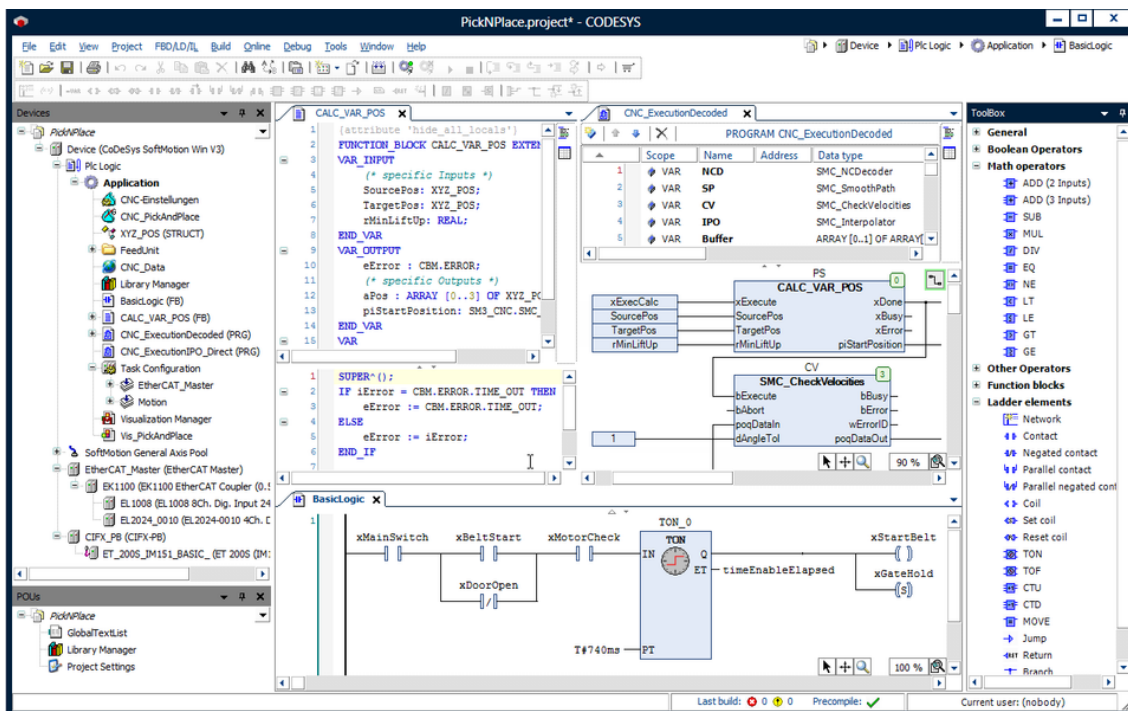 PickNPlace.project* - CODESYS
File Edit View Project FBD/LD/IL Build Online Debug Tools Window Help
Device Plc Logic Application BasicLogic
Devices
PickNPlace
Device (CoDeSys SoftMotion Win V3)
Plc Logic
Application
CNC-Einstellungen
CNC_PickAndPlace
XYZ_POS (STRUCT)
FeedUnit
CNC_Data
Library Manager
BasicLogic (FB)
CALC_VAR_POS (FB)
CNC_ExecutionDecoded (PRG)
CNC_ExecutionIPO_Direct (PRG)
Task Configuration
EtherCAT_Master
Motion
Visualization Manager
Vis_PickAndPlace
SoftMotion General Axis Pool
EtherCAT_Master (EtherCAT Master)
EK1100 (EK1100 EtherCAT Coupler (0.5
EL1008 (EL1008 8Ch. Dig. Input 24
EL2024_0010 (EL2024-0010 4Ch. D
CIFX_PB (CIFX-PB)
ET_200S_IM151_BASIC_ (ET 200S (IM:
POUs
PickNPlace
GlobalTextList
Library Manager
Project Settings
CALC_VAR_POS
1 {attribute 'hide_all_locals'}
2 FUNCTION_BLOCK CALC_VAR_POS EXTEN
3 VAR_INPUT
4 (* specific Inputs *)
5 SourcePos: XYZ_POS;
6 TargetPos: XYZ_POS;
7 rMinLiftUp: REAL;
8 END_VAR
9 VAR_OUTPUT
10 eError : CBM.ERROR;
11 (* specific Outputs *)
12 aPos : ARRAY [0..3] OF XYZ_PO
13 piStartPosition: SM3_CNC.SMC_
14 END_VAR
15 VAR
1 SUPER^();
2 IF iError = CBM.ERROR.TIME_OUT THEN
3 eError := CBM.ERROR.TIME_OUT;
4 ELSE
5 eError := iError;
6 END_IF
7
CNC_ExecutionDecoded
PROGRAM CNC_ExecutionDecoded
Scope Name Address Data type
1 VAR NCD SMC_NCDecoder
2 VAR SP SMC_SmoothPath
3 VAR CV SMC_CheckVelocities
4 VAR IPO SMC_Interpolator
5 VAR Buffer ARRAY [0..1] OF ARRAY[
PS
0
CALC_VAR_POS
xExecCalc xExecute xDone
SourcePos SourcePos xBusy
TargetPos TargetPos xError
rMinLiftUp rMinLiftUp piStartPosition
CV
3
SMC_CheckVelocities
bExecute bBusy
bAbort bError
poqDataIn wErrorID
1 dAngleTol poqDataOut
90 %
BasicLogic
1
TON_0
xMainSwitch xBeltStart xMotorCheck TON xStartBelt
IN Q
ET timeEnableElapsed xGateHold
xDoorOpen
S
T#740ms PT
100 %
ToolBox
General
Boolean Operators
Math operators
ADD (2 Inputs)
ADD (3 Inputs)
SUB
MUL
DIV
EQ
NE
LT
LE
GT
GE
Other Operators
Function blocks
Ladder elements
Network
Contact
Negated contact
Parallel contact
Parallel negated cont
Coil
Set coil
Reset coil
TON
TOF
CTU
CTD
MOVE
Jump
Return
Branch
Last build: 0 0 Precompile: Current user: (nobody)